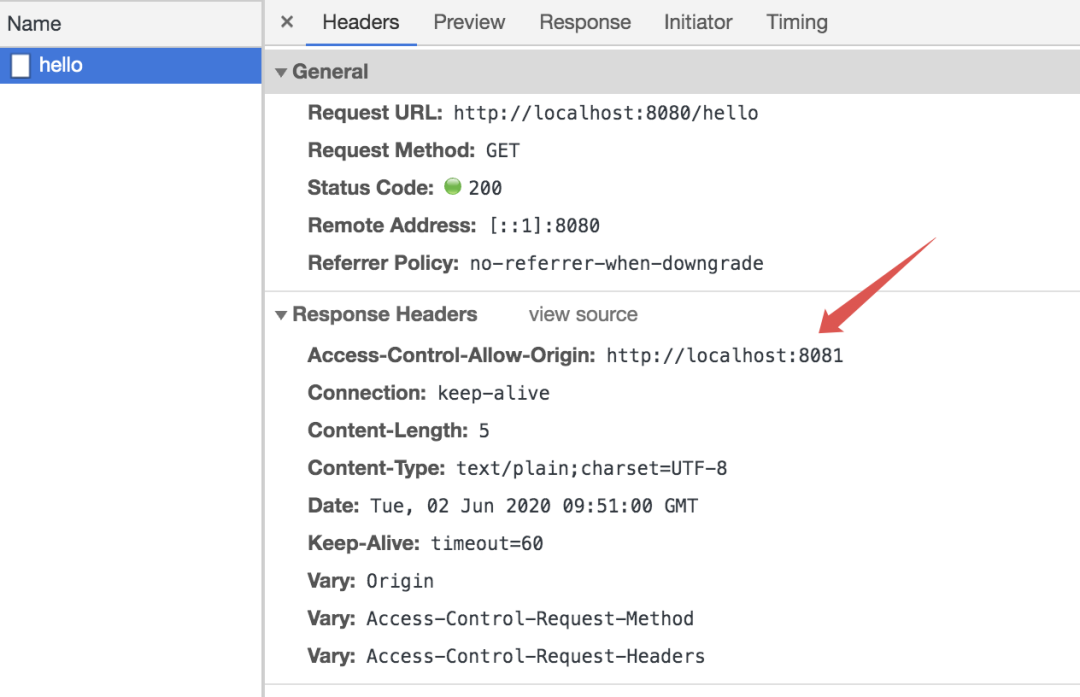 Name
× Headers Preview Response Initiator Timing
hello
▼ General
Request URL: http://localhost:8080/hello
Request Method: GET
Status Code: 200
Remote Address: [::1]:8080
Referrer Policy: no-referrer-when-downgrade
▼ Response Headers view source
Access-Control-Allow-Origin: http://localhost:8081
Connection: keep-alive
Content-Length: 5
Content-Type: text/plain;charset=UTF-8
Date: Tue, 02 Jun 2020 09:51:00 GMT
Keep-Alive: timeout=60
Vary: Origin
Vary: Access-Control-Request-Method
Vary: Access-Control-Request-Headers